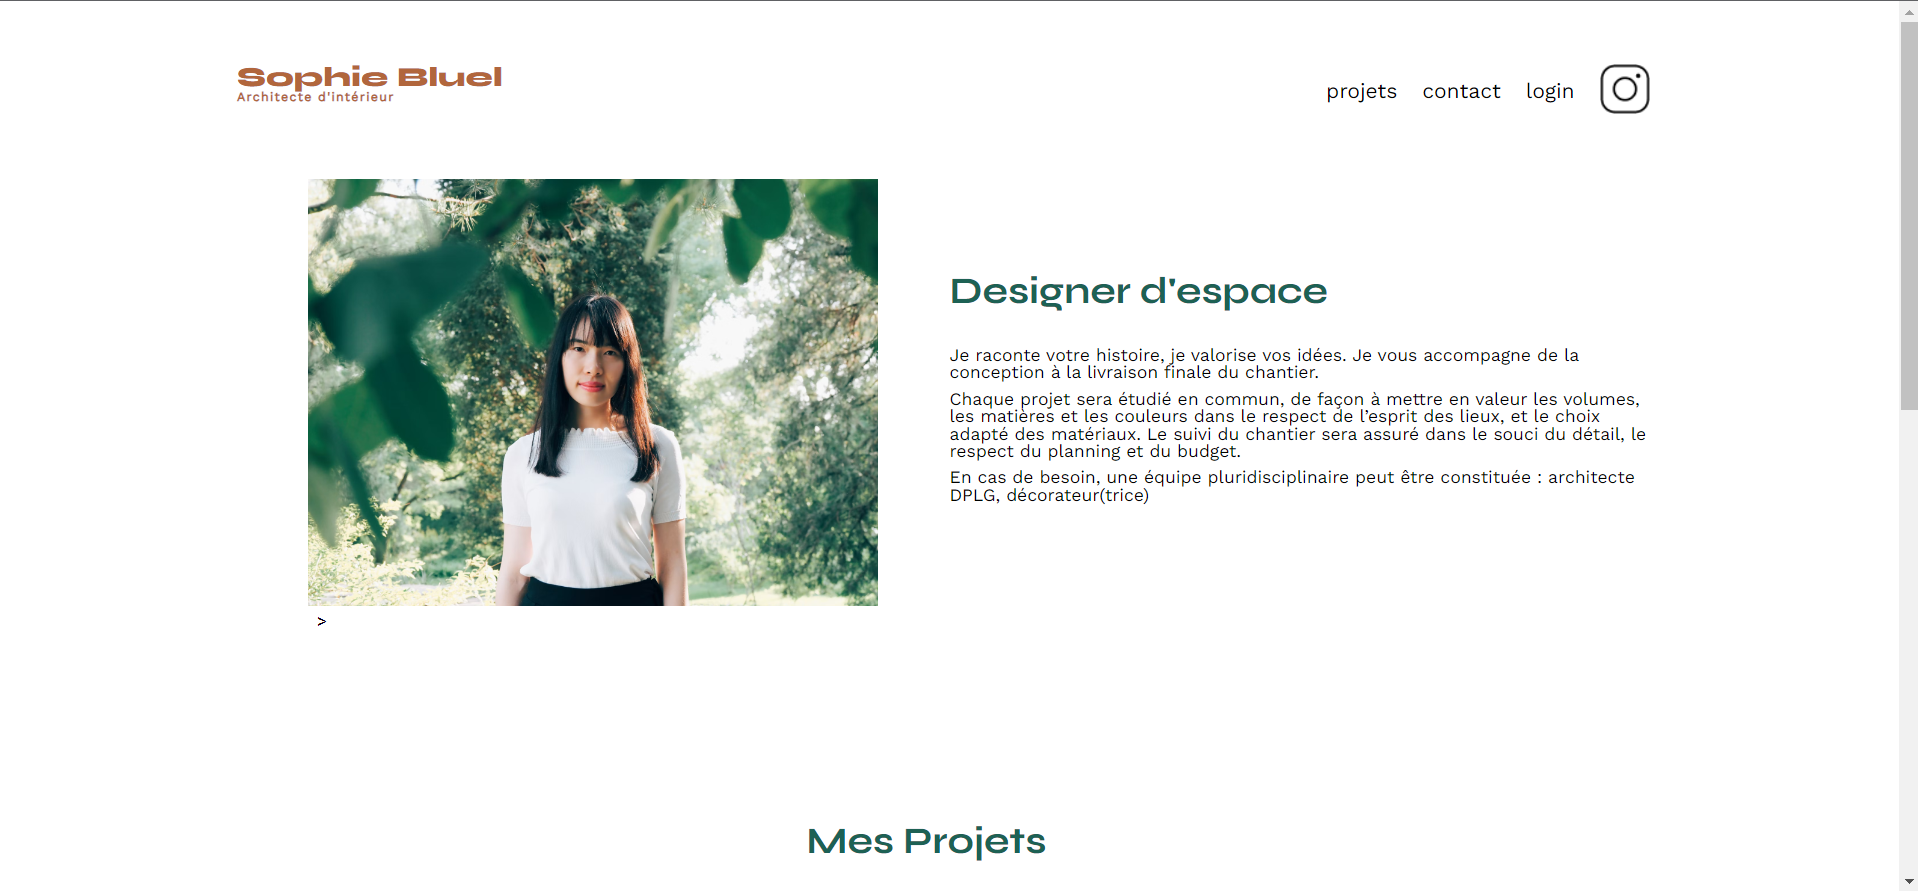 Sophie Bluel
Architecte d'intérieur
projets contact login
Designer d'espace
Je raconte votre histoire, je valorise vos idées. Je vous accompagne de la
conception à la livraison finale du chantier.
Chaque projet sera étudié en commun, de façon à mettre en valeur les volumes,
les matières et les couleurs dans le respect de l’esprit des lieux, et le choix
adapté des matériaux. Le suivi du chantier sera assuré dans le souci du détail, le
respect du planning et du budget.
En cas de besoin, une équipe pluridisciplinaire peut être constituée : architecte
DPLG, décorateur(trice)
>
Mes Projets